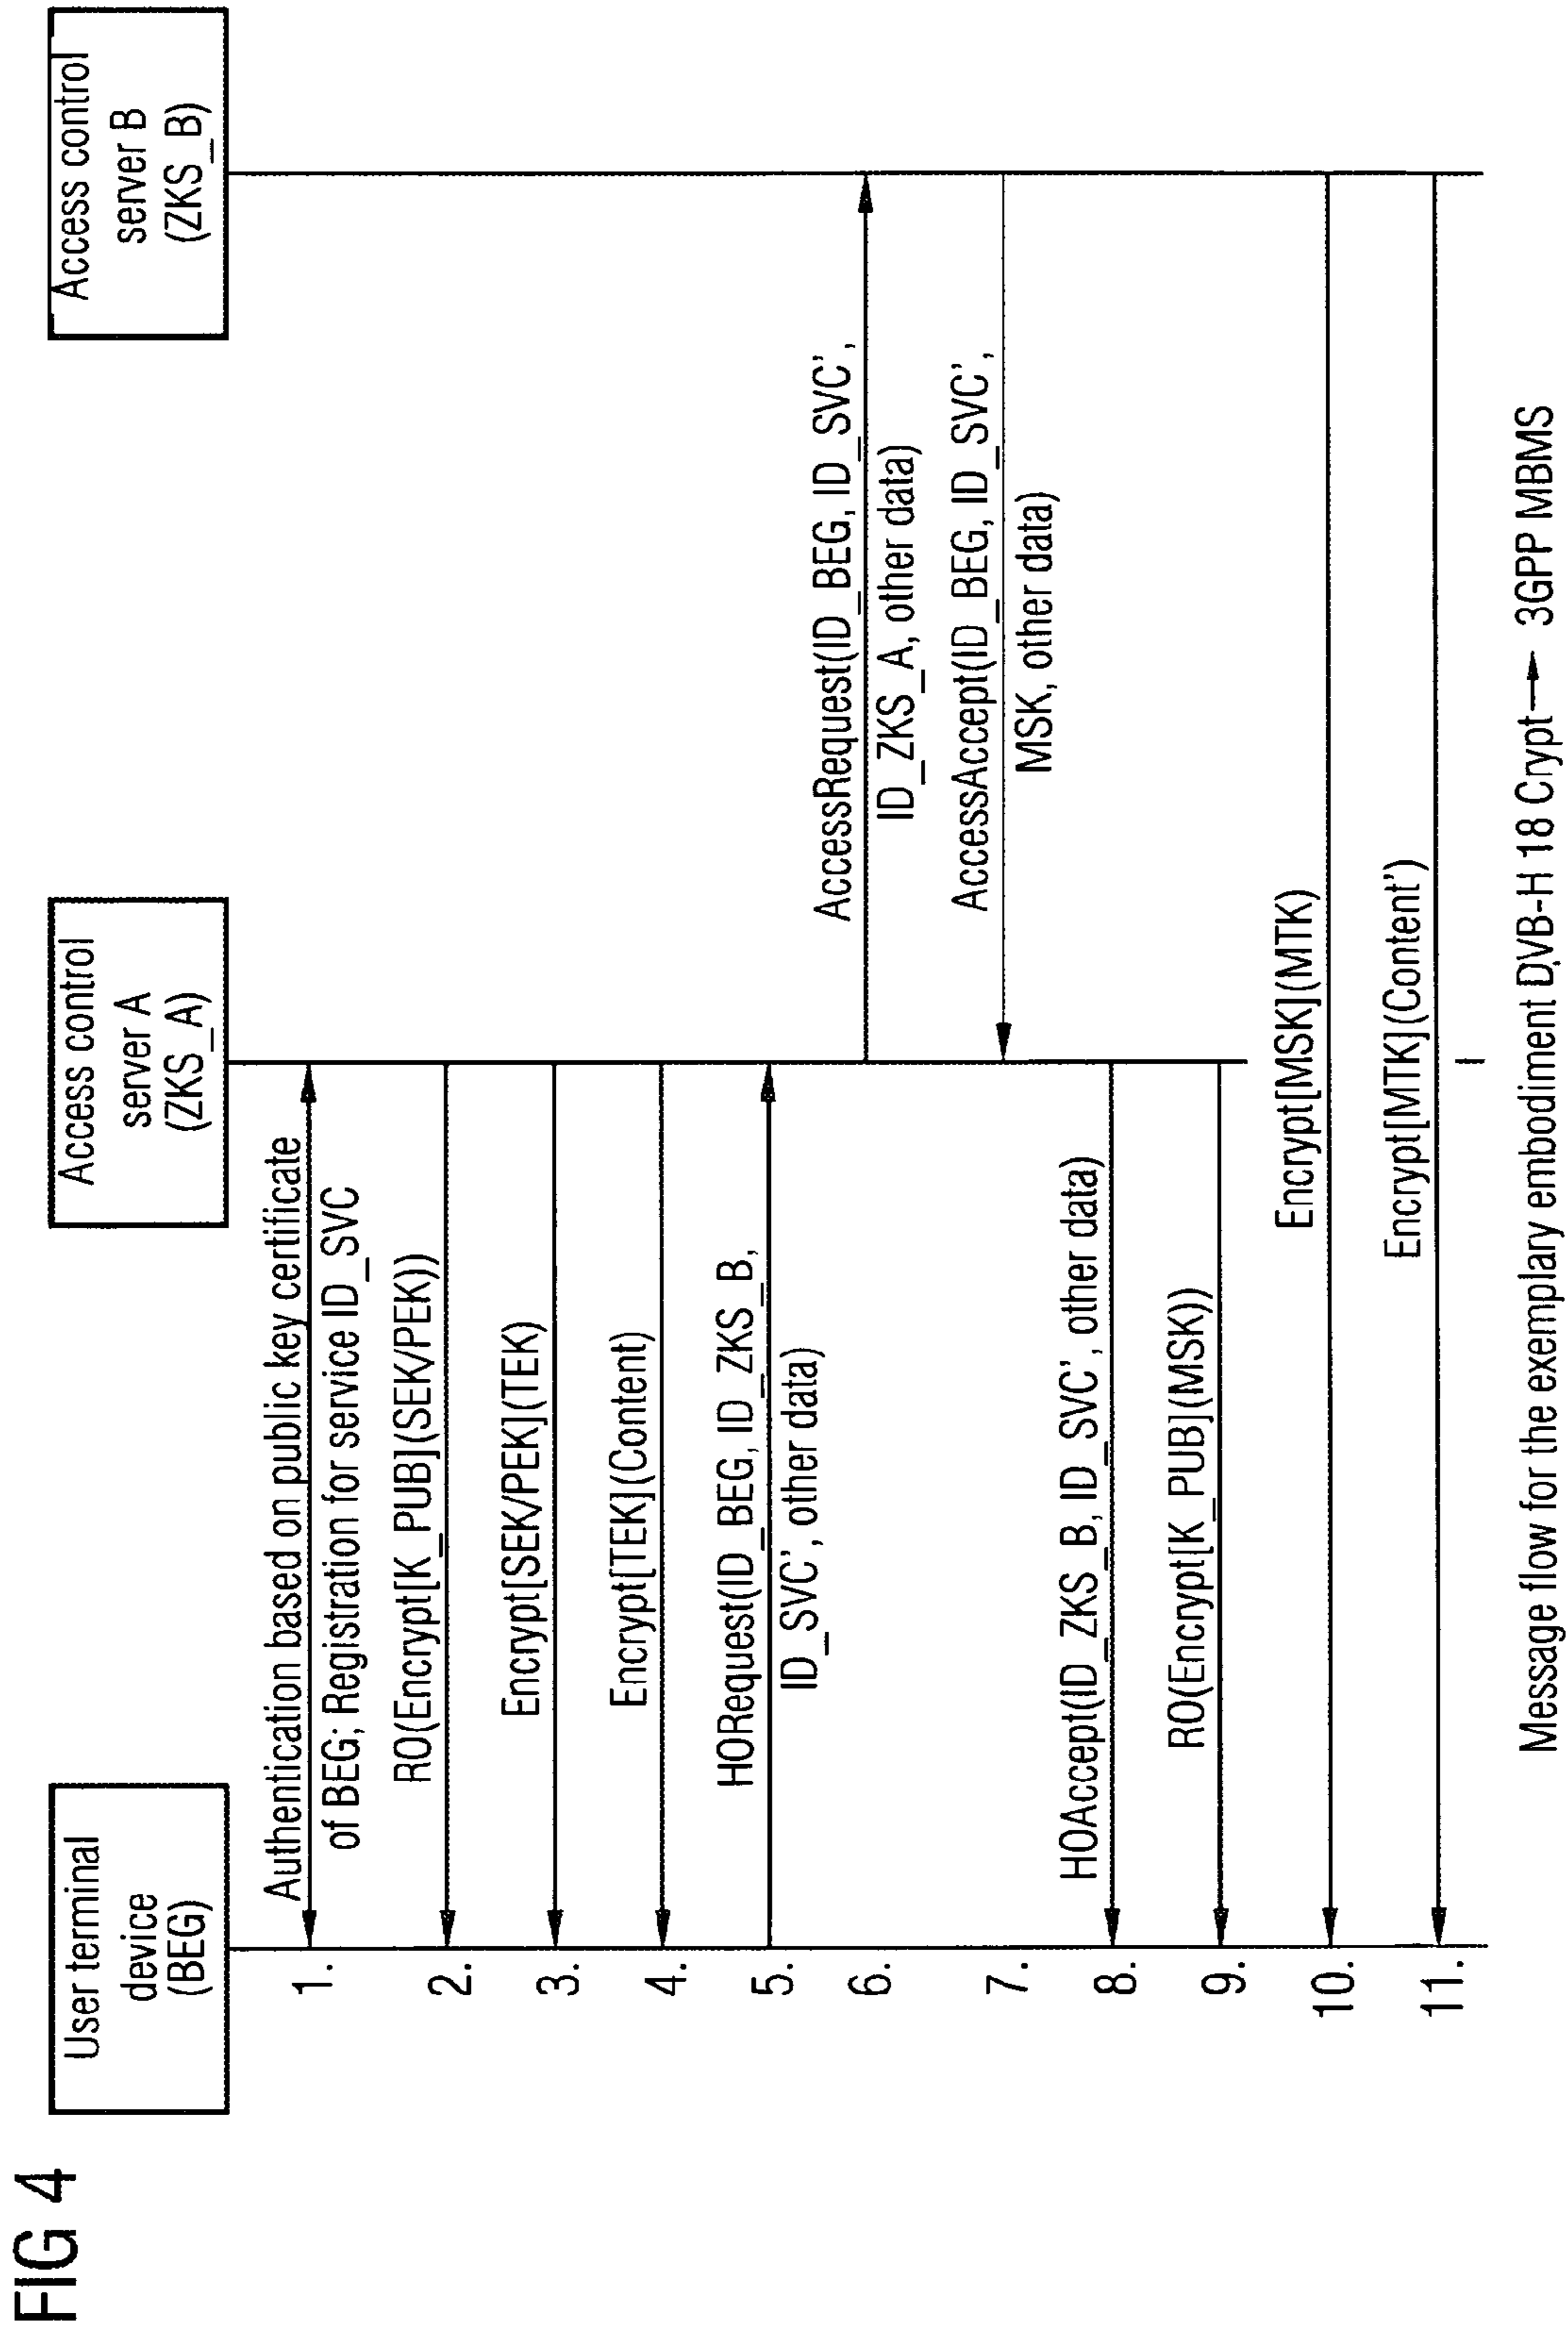 FIG 4
User terminal
device
(BEG)
Access control
server A
(ZKS_A)
Access control
server B
(ZKS_B)
1.
Authentication based on public key certificate
of BEG; Registration for service ID_SVC
2.
RO(Encrypt[K_PUB](SEK/PEK))
3.
Encrypt[SEK/PEK](TEK)
4.
Encrypt[TEK](Content)
5.
HORequest(ID_BEG, ID_ZKS_B,
ID_SVC', other data)
6.
AccessRequest(ID_BEG, ID_SVC',
ID_ZKS_A, other data)
7.
AccessAccept(ID_BEG, ID_SVC',
MSK, other data)
8.
HOAccept(ID_ZKS_B, ID_SVC', other data)
9.
RO(Encrypt[K_PUB](MSK))
10.
Encrypt[MSK](MTK)
11.
Encrypt[MTK](Content')
Message flow for the exemplary embodiment DVB-H 18 Crypt → 3GPP MBMS